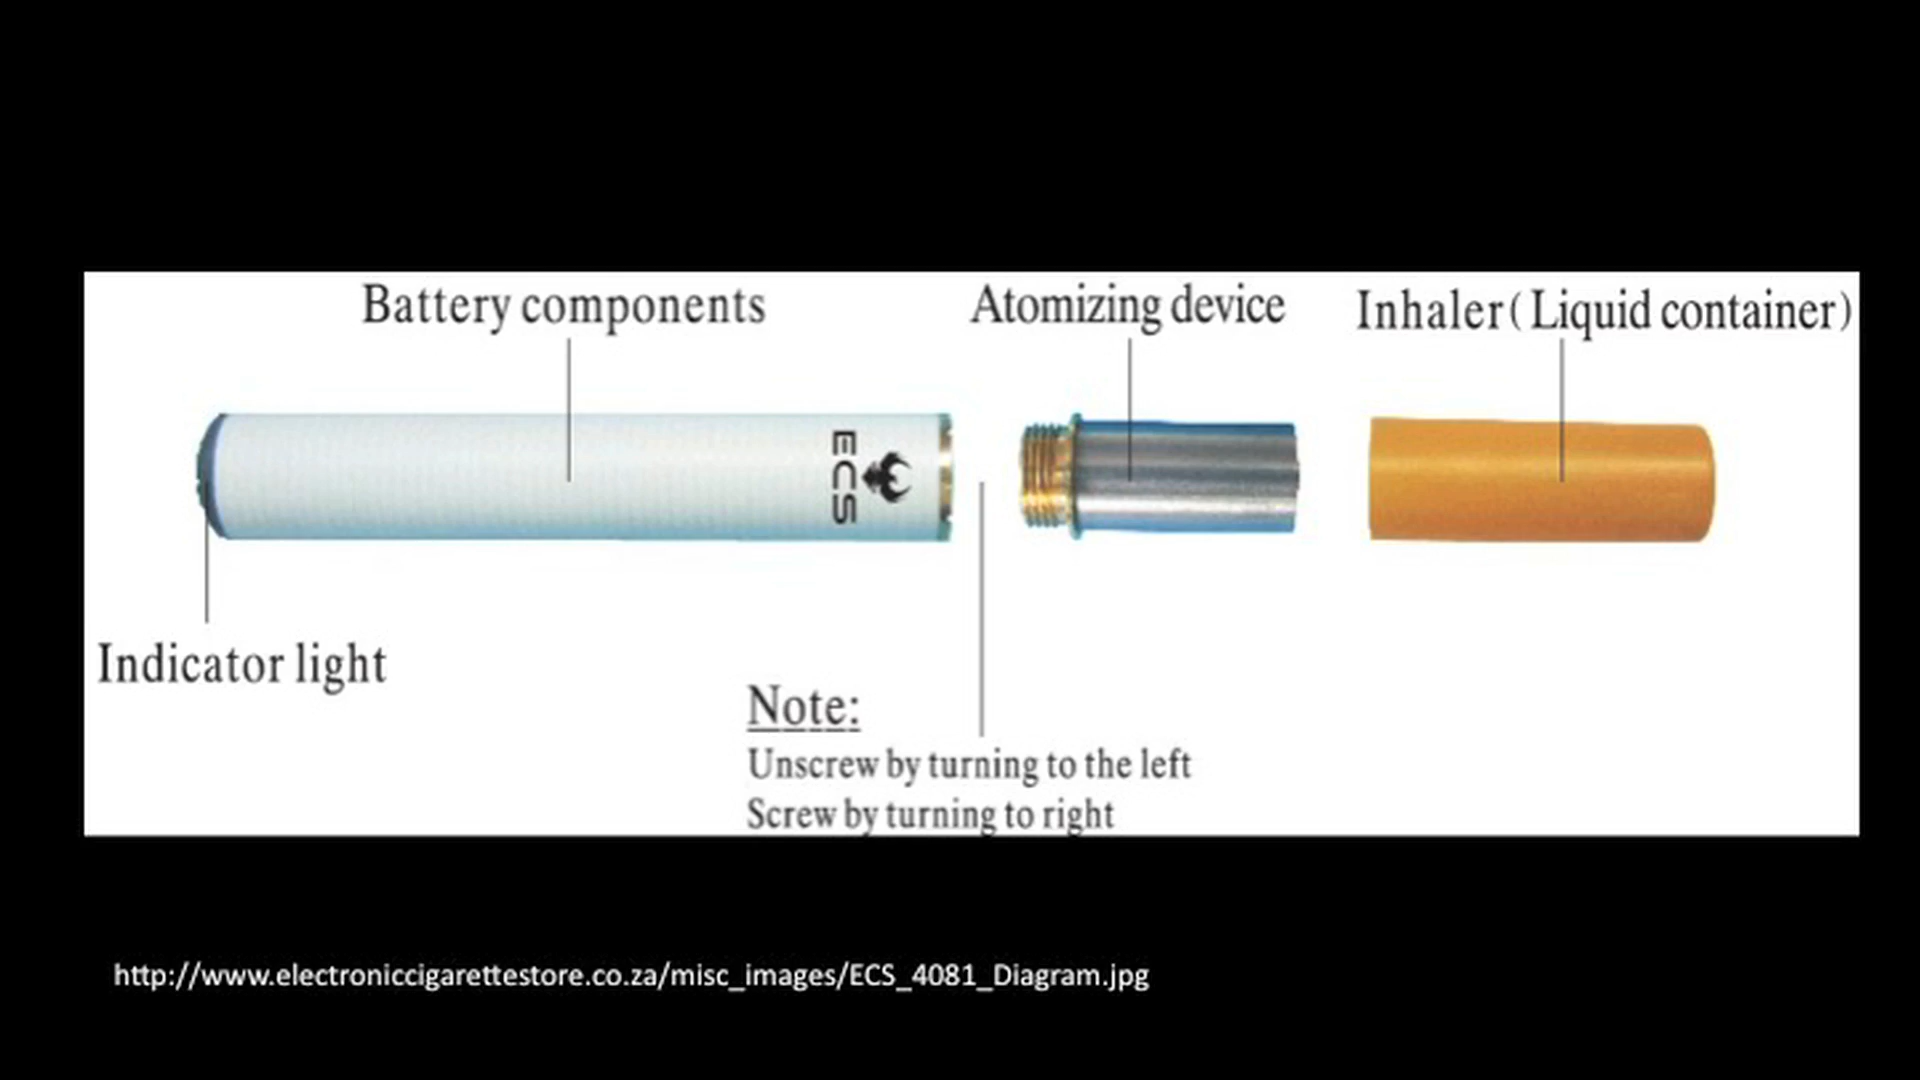 Battery components
Atomizing device
Inhaler( Liquid container)
ECS
Indicator light
Note:
Unscrew by turning to the left
Screw by turning to right
http://www.electroniccigarettestore.co.za/misc_images/ECS_4081_Diagram.jpg